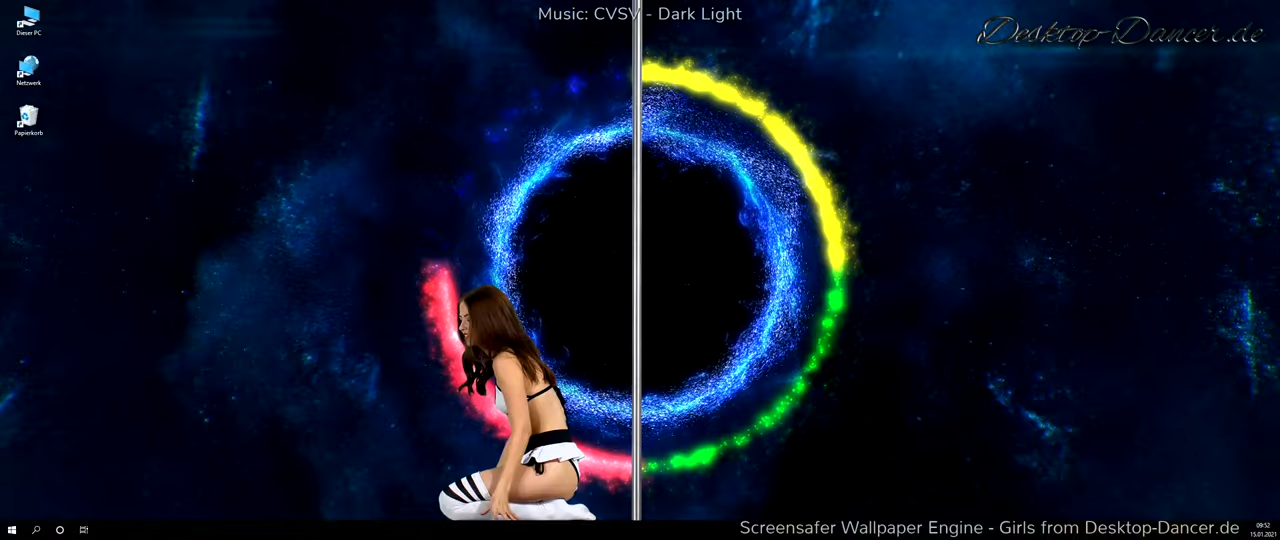 Music: CVSV - Dark Light
Desktop-Dancer.de
Dieser PC
Netzwerk
Papierkorb
Screensafer Wallpaper Engine - Girls from Desktop-Dancer.de
09:52
15.01.2021